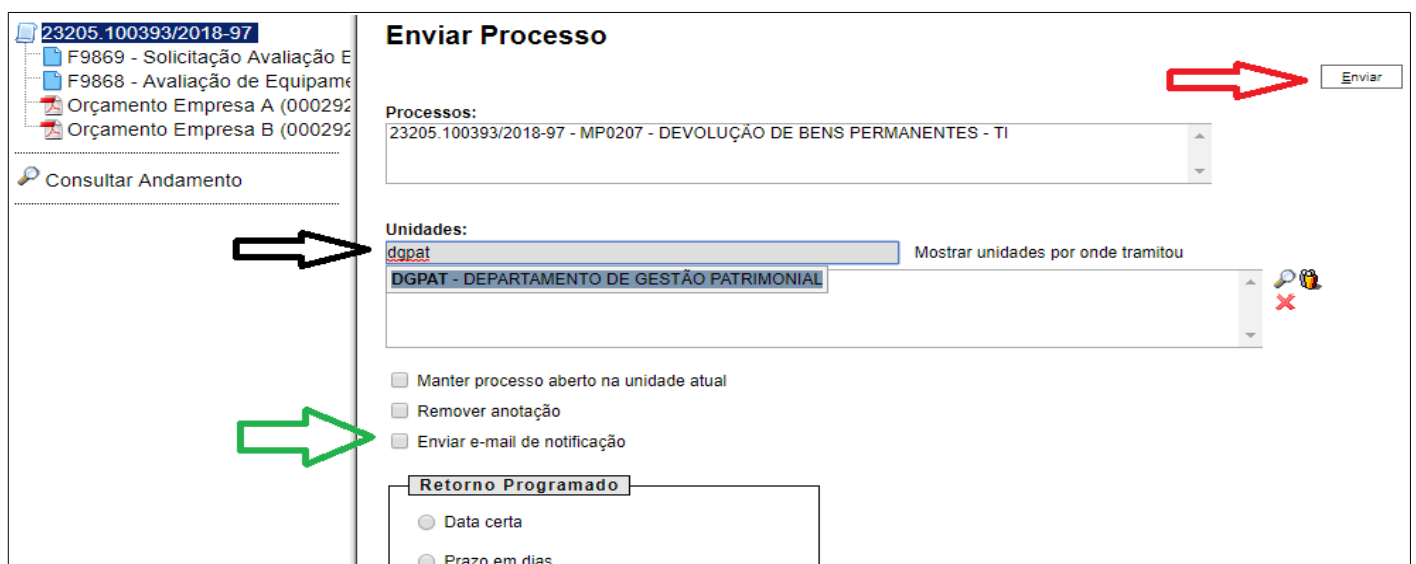 23205.100393/2018-97
F9869 - Solicitação Avaliação E
F9868 - Avaliação de Equipame
Orçamento Empresa A (000292
Orçamento Empresa B (000292
Consultar Andamento
Enviar Processo
Enviar
Processos:
23205.100393/2018-97 - MP0207 - DEVOLUÇÃO DE BENS PERMANENTES - TI
Unidades:
dgpat Mostrar unidades por onde tramitou
DGPAT - DEPARTAMENTO DE GESTÃO PATRIMONIAL
Manter processo aberto na unidade atual
Remover anotação
Enviar e-mail de notificação
Retorno Programado
Data certa
Prazo em dias